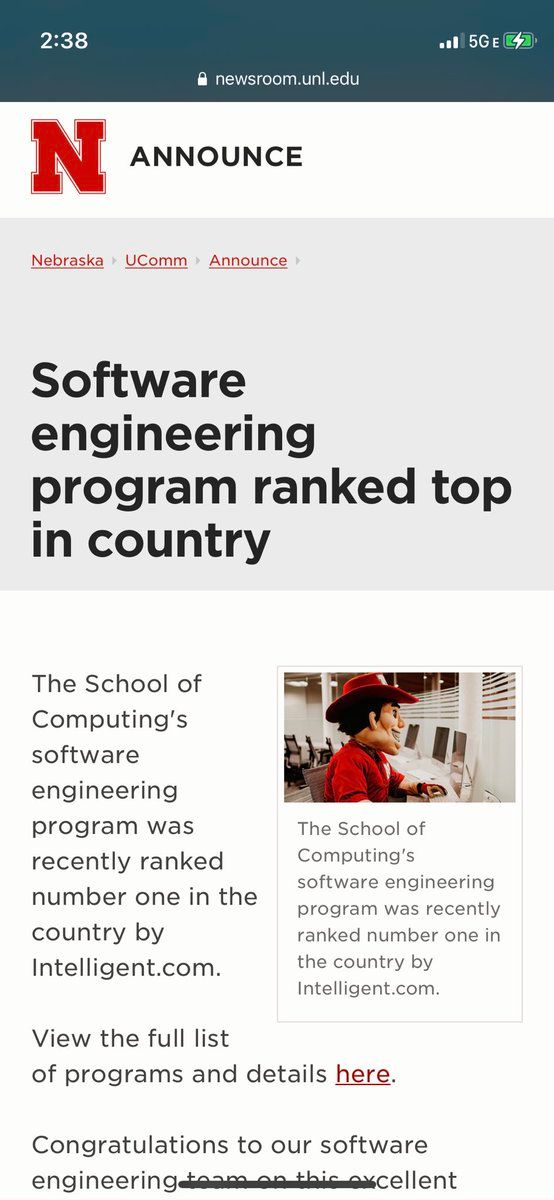 2:38
5G E
newsroom.unl.edu
N
ANNOUNCE
Nebraska
UComm
Announce
Software
engineering
program ranked top
in country
The School of
Computing's
software
engineering
program was
recently ranked
number one in the
country by
Intelligent.com.
The School of
Computing's
software engineering
program was recently
ranked number one in
the country by
Intelligent.com.
View the full list
of programs and details here.
Congratulations to our software
engineering team on this excellent